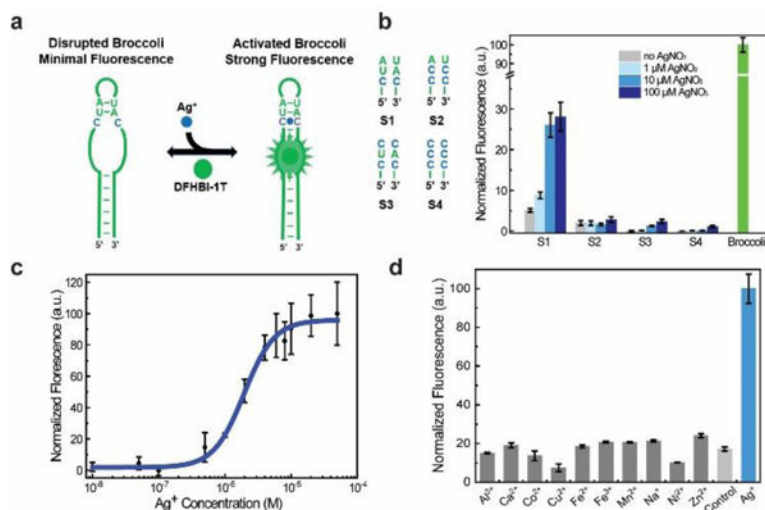 a
Disrupted Broccoli
Minimal Fluorescence
Activated Broccoli
Strong Fluorescence
Ag⁺
DFHBI-1T
5' 3'
5' 3'
b
A U
U A
C C
5' 3'
S1
A U
C C
5' 3'
S2
C C
U A
C C
5' 3'
S3
C C
C C
C C
5' 3'
S4
Normalized Fluorescence (a.u.)
100
80
30
20
10
0
no AgNO₃
1 µM AgNO₃
10 µM AgNO₃
100 µM AgNO₃
S1 S2 S3 S4 Broccoli
c
Normalized Florescence (a.u.)
120
100
80
60
40
20
0
10⁻⁸ 10⁻⁷ 10⁻⁶ 10⁻⁵ 10⁻⁴
Ag⁺ Concentration (M)
d
Normalized Fluorescence (a.u.)
100
80
60
40
20
0
Al³⁺ Ca²⁺ Co²⁺ Cu²⁺ Fe²⁺ Fe³⁺ Mn²⁺ Na⁺ Ni²⁺ Zn²⁺ Control Ag⁺